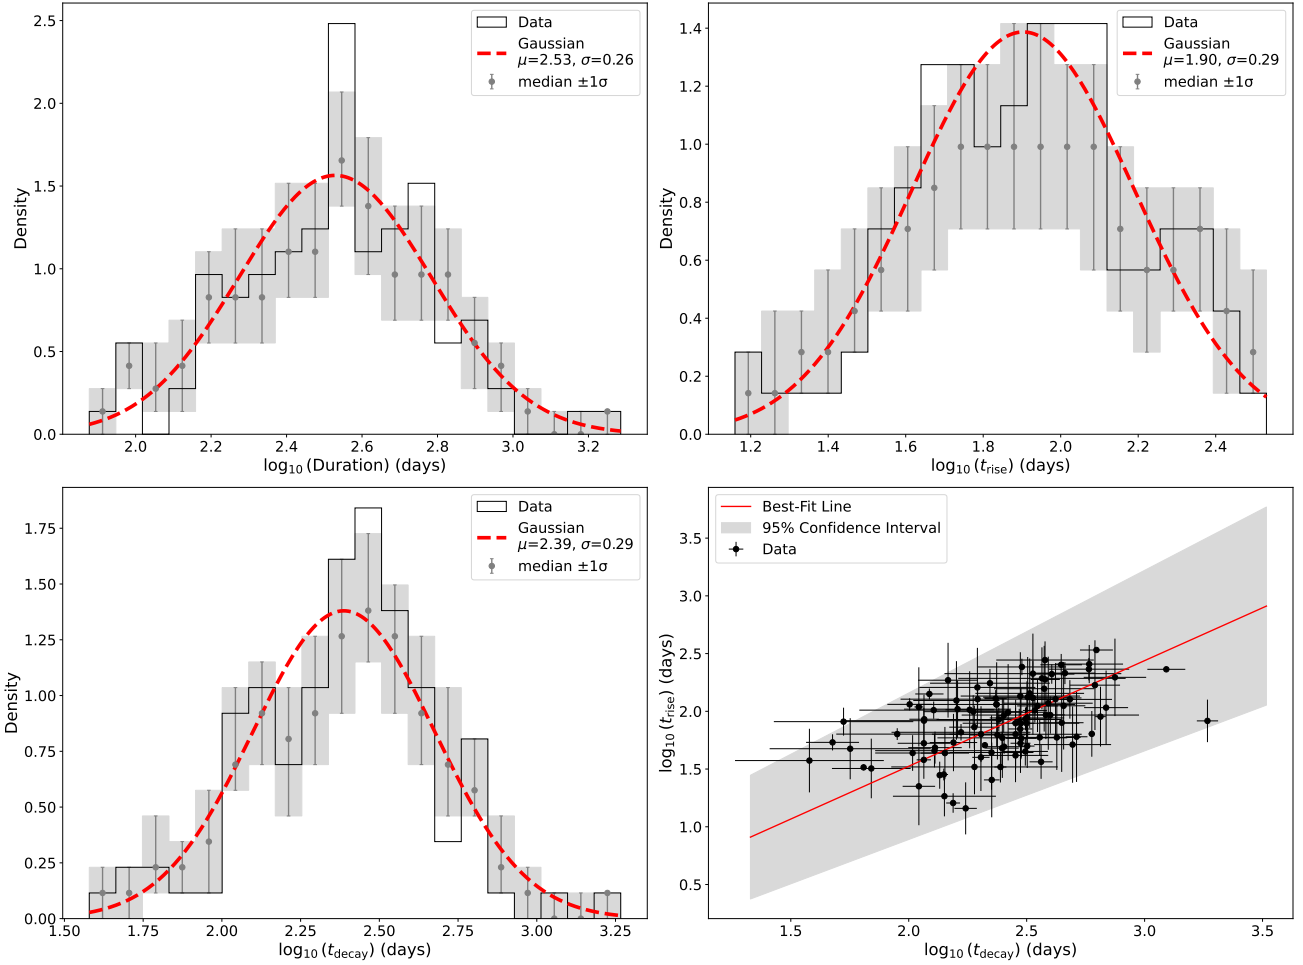 2.5
2.0
1.5
1.0
0.5
0.0
Density
Data
Gaussian
μ=2.53, σ=0.26
median ±1σ
2.0 2.2 2.4 2.6 2.8 3.0 3.2
log₁₀ (Duration) (days)
1.4
1.2
1.0
0.8
0.6
0.4
0.2
0.0
Density
Data
Gaussian
μ=1.90, σ=0.29
median ±1σ
1.2 1.4 1.6 1.8 2.0 2.2 2.4
log₁₀ (t_rise) (days)
1.75
1.50
1.25
1.00
0.75
0.50
0.25
0.00
Density
Data
Gaussian
μ=2.39, σ=0.29
median ±1σ
1.50 1.75 2.00 2.25 2.50 2.75 3.00 3.25
log₁₀ (t_decay) (days)
3.5
3.0
2.5
2.0
1.5
1.0
0.5
log₁₀ (t_rise) (days)
Best-Fit Line
95% Confidence Interval
Data
1.5 2.0 2.5 3.0 3.5
log₁₀ (t_decay) (days)